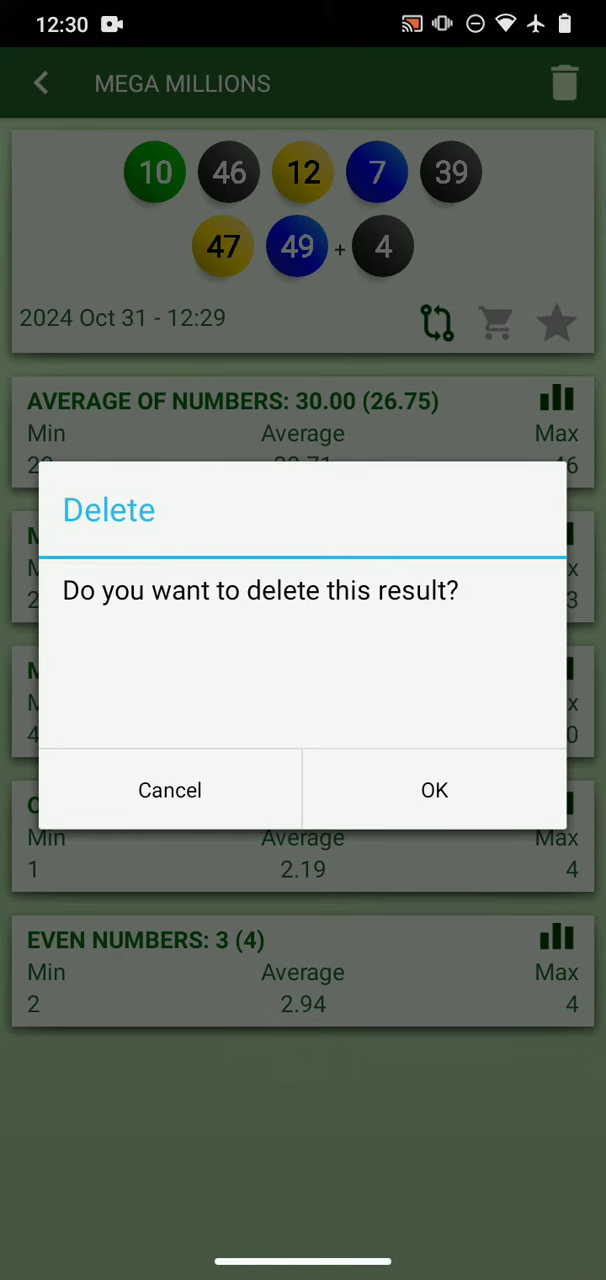 12:30
MEGA MILLIONS
10 46 12 7 39
47 49 + 4
2024 Oct 31 - 12:29
AVERAGE OF NUMBERS: 30.00 (26.75)
Min Average Max
Delete
Do you want to delete this result?
Cancel OK
Min Average Max
1 2.19 4
EVEN NUMBERS: 3 (4)
Min Average Max
2 2.94 4